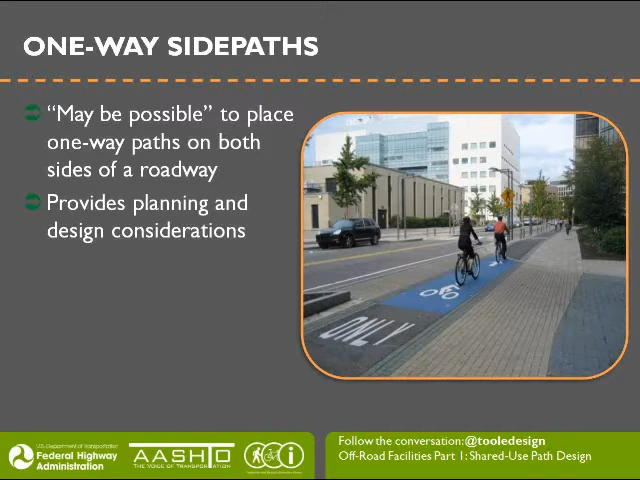 ONE-WAY SIDEPATHS
“May be possible” to place
one-way paths on both
sides of a roadway
Provides planning and
design considerations
ONLY
U.S. Department of Transportation
Federal Highway
Administration
AASHTO
THE VOICE OF TRANSPORTATION
Follow the conversation: @tooledesign
Off-Road Facilities Part 1: Shared-Use Path Design